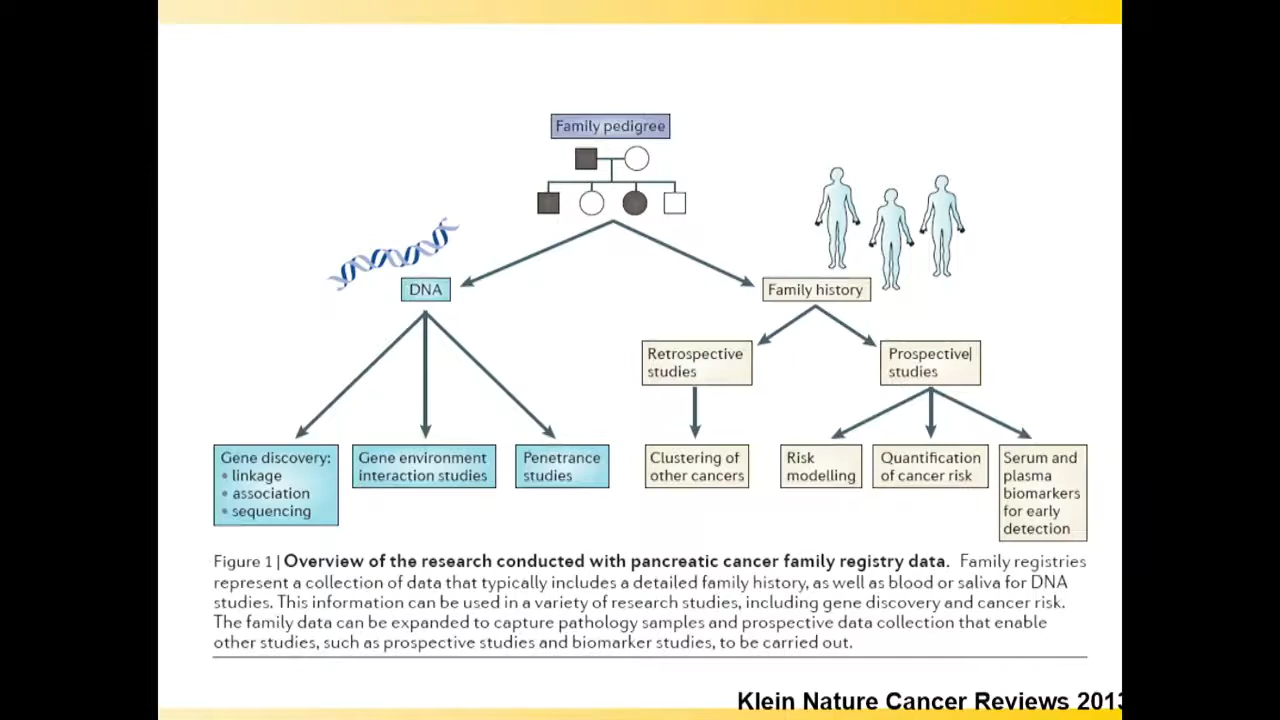 Family pedigree
DNA
Family history
Retrospective
studies
Prospective
studies
Gene discovery:
• linkage
• association
• sequencing
Gene environment
interaction studies
Penetrance
studies
Clustering of
other cancers
Risk
modelling
Quantification
of cancer risk
Serum and
plasma
biomarkers
for early
detection
Figure 1 | Overview of the research conducted with pancreatic cancer family registry data. Family registries
represent a collection of data that typically includes a detailed family history, as well as blood or saliva for DNA
studies. This information can be used in a variety of research studies, including gene discovery and cancer risk.
The family data can be expanded to capture pathology samples and prospective data collection that enable
other studies, such as prospective studies and biomarker studies, to be carried out.
Klein Nature Cancer Reviews 2013